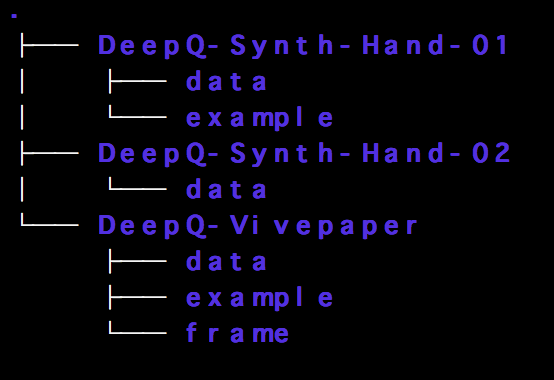 .
├── DeepQ-Synth-Hand-01
│   ├── data
│   └── example
├── DeepQ-Synth-Hand-02
│   └── data
└── DeepQ-Vivepaper
    ├── data
    ├── example
    └── frame